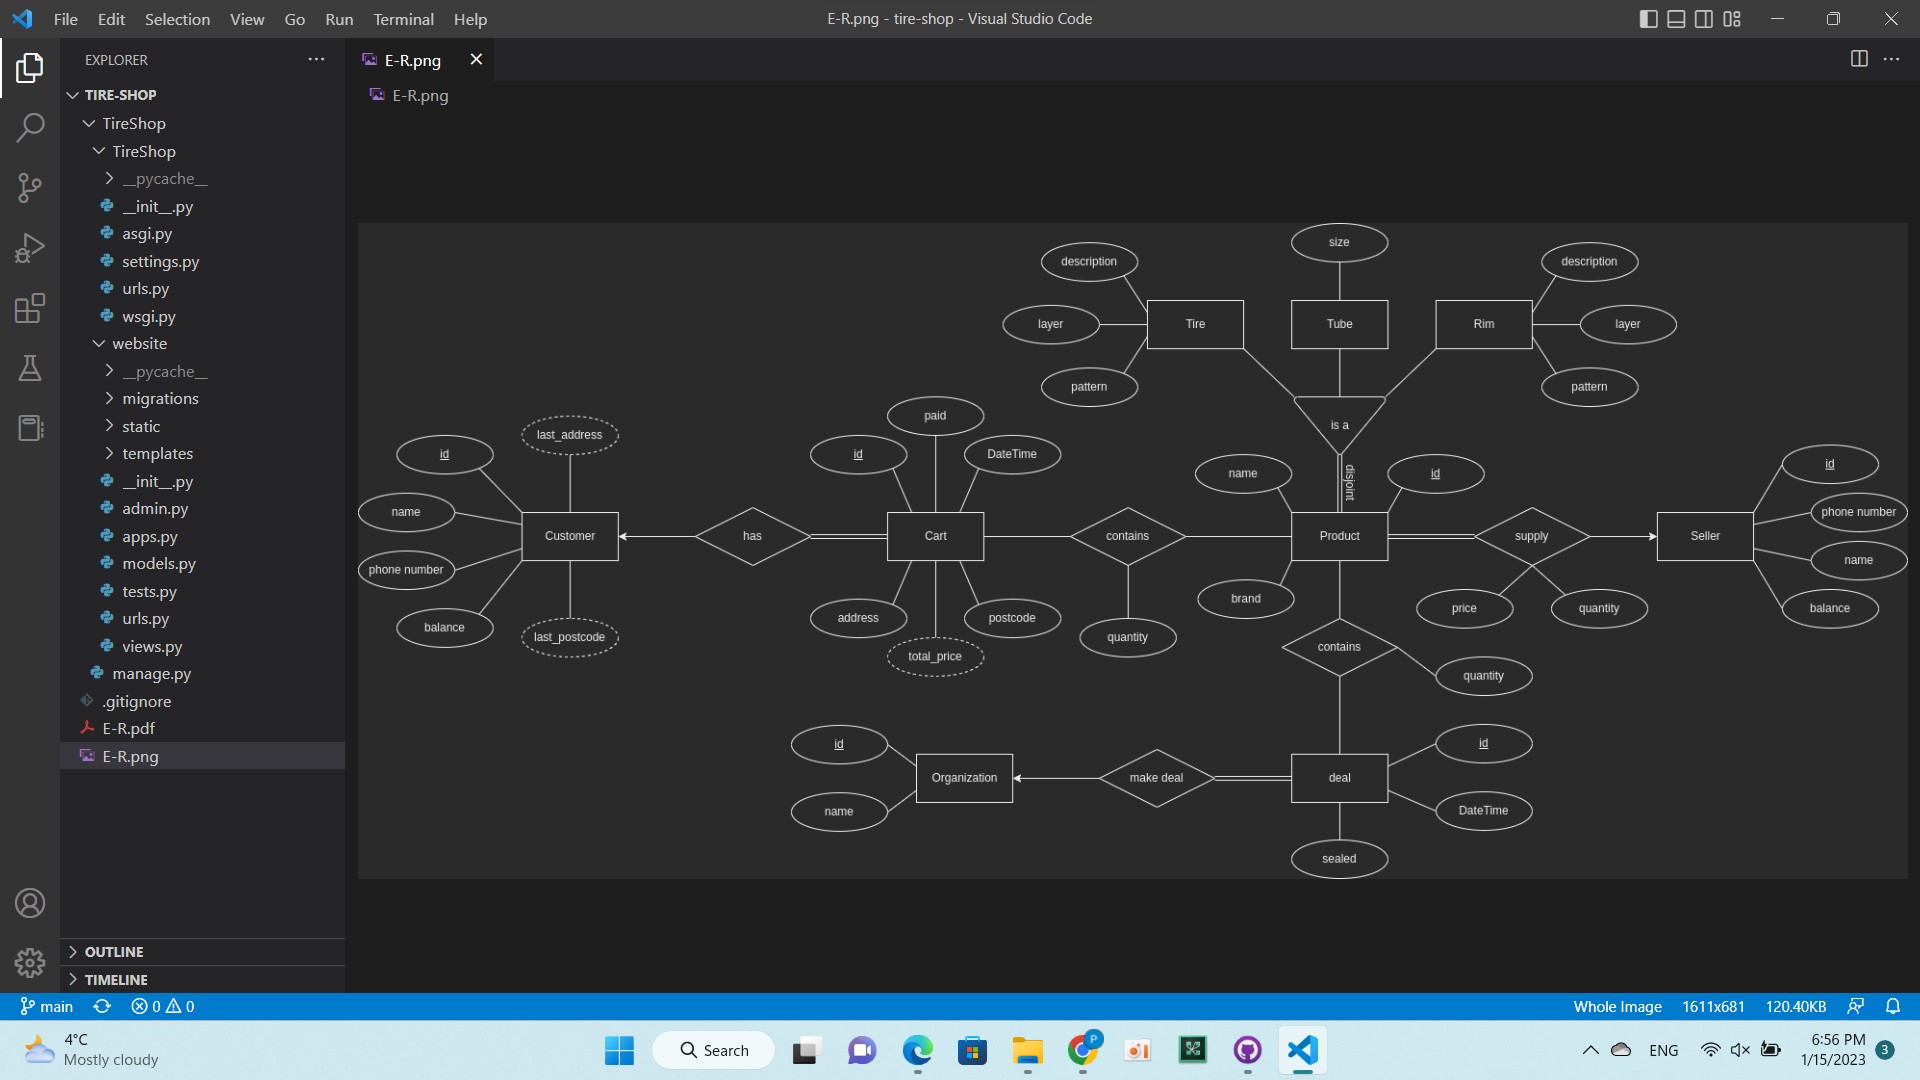 File Edit Selection View Go Run Terminal Help
E-R.png - tire-shop - Visual Studio Code
EXPLORER
TIRE-SHOP
TireShop
TireShop
__pycache__
__init__.py
asgi.py
settings.py
urls.py
wsgi.py
website
__pycache__
migrations
static
templates
__init__.py
admin.py
apps.py
models.py
tests.py
urls.py
views.py
manage.py
.gitignore
E-R.pdf
E-R.png
OUTLINE
TIMELINE
E-R.png
E-R.png
size
description
description
Tire
Tube
Rim
layer
layer
pattern
pattern
is a
disjoint
paid
last_address
id
id
DateTime
name
id
id
name
phone number
Customer
has
Cart
contains
Product
supply
Seller
phone number
name
balance
last_postcode
address
total_price
postcode
quantity
brand
price
quantity
name
balance
contains
quantity
id
name
Organization
make deal
deal
id
DateTime
sealed
main 0 0
Whole Image 1611x681 120.40KB
4°C
Mostly cloudy
Search
P
ENG
6:56 PM
1/15/2023
3